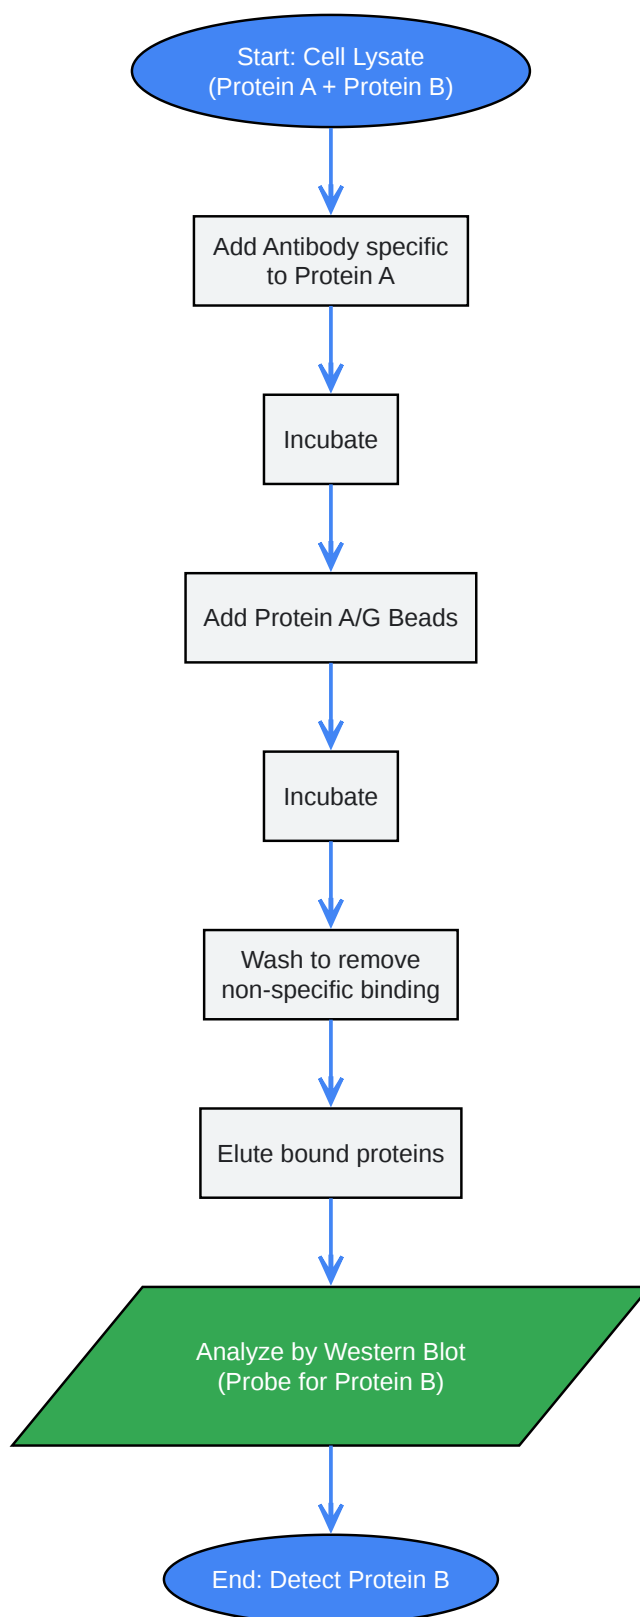 Start: Cell Lysate
(Protein A + Protein B)
Add Antibody specific
to Protein A
Incubate
Add Protein A/G Beads
Incubate
Wash to remove
non-specific binding
Elute bound proteins
Analyze by Western Blot
(Probe for Protein B)
End: Detect Protein B